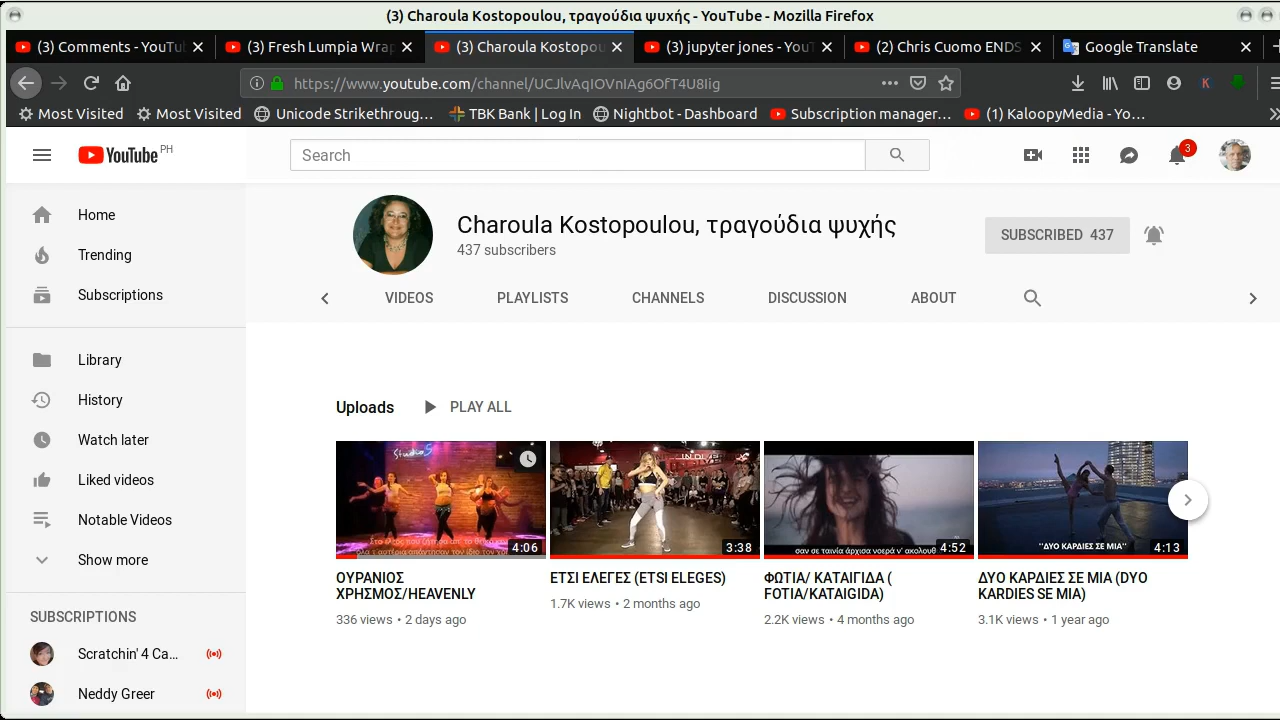 (3) Charoula Kostopoulou, τραγούδια ψυχής - YouTube - Mozilla Firefox
(3) Comments - YouTu
(3) Fresh Lumpia Wrap
(3) Charoula Kostopou
(3) jupyter jones - YouT
(2) Chris Cuomo ENDS
Google Translate
https://www.youtube.com/channel/UCJlvAqIOVnIAg6OfT4U8Iig
Most Visited
Most Visited
Unicode Strikethroug...
TBK Bank | Log In
Nightbot - Dashboard
Subscription manager...
(1) KaloopyMedia - Yo...
YouTube PH
Search
3
Home
Trending
Subscriptions
Library
History
Watch later
Liked videos
Notable Videos
Show more
SUBSCRIPTIONS
Scratchin' 4 Ca...
Neddy Greer
Charoula Kostopoulou, τραγούδια ψυχής
437 subscribers
SUBSCRIBED 437
VIDEOS
PLAYLISTS
CHANNELS
DISCUSSION
ABOUT
Uploads
PLAY ALL
StudioS
4:06
3:38
σαν σε ταινία άρχισα νοερά ν' ακολουθ
4:52
"ΔΥΟ ΚΑΡΔΙΕΣ ΣΕ ΜΙΑ"
4:13
ΟΥΡΑΝΙΟΣ
ΧΡΗΣΜΟΣ/HEAVENLY
336 views • 2 days ago
ΕΤΣΙ ΕΛΕΓΕΣ (ETSI ELEGES)
1.7K views • 2 months ago
ΦΩΤΙΑ/ ΚΑΤΑΙΓΙΔΑ (
FOTIA/KATAIGIDA)
2.2K views • 4 months ago
ΔΥΟ ΚΑΡΔΙΕΣ ΣΕ ΜΙΑ (DYO
KARDIES SE MIA)
3.1K views • 1 year ago